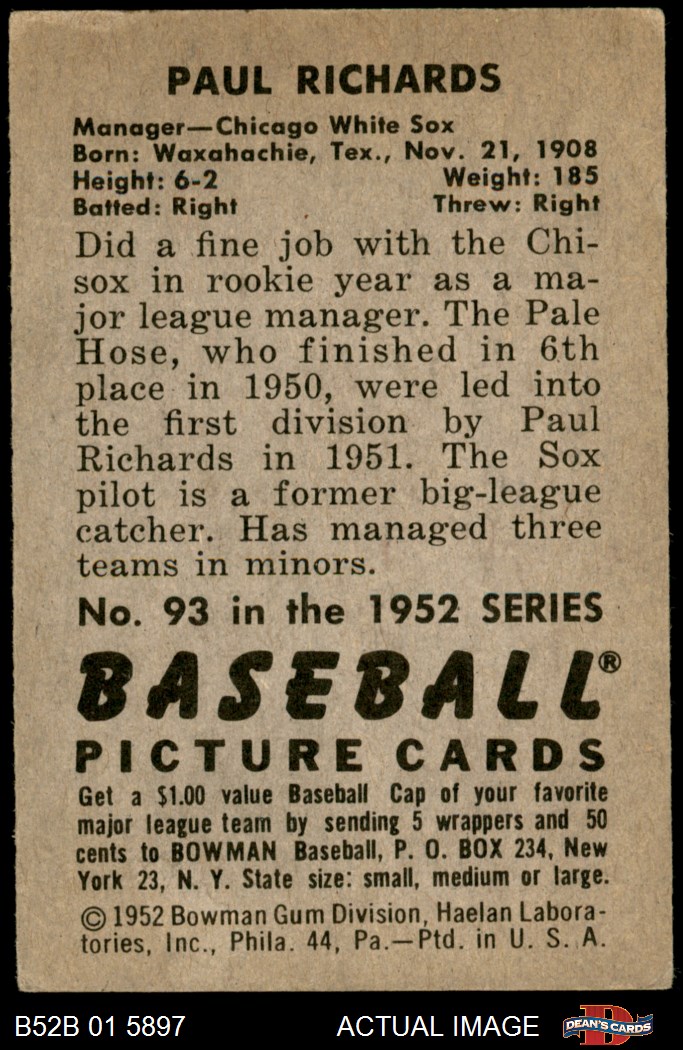 PAUL RICHARDS
Manager—Chicago White Sox
Born: Waxahachie, Tex., Nov. 21, 1908
Height: 6-2 Weight: 185
Batted: Right Threw: Right
Did a fine job with the Chi-
sox in rookie year as a ma-
jor league manager. The Pale
Hose, who finished in 6th
place in 1950, were led into
the first division by Paul
Richards in 1951. The Sox
pilot is a former big-league
catcher. Has managed three
teams in minors.
No. 93 in the 1952 SERIES
BASEBALL®
PICTURE CARDS
Get a $1.00 value Baseball Cap of your favorite
major league team by sending 5 wrappers and 50
cents to BOWMAN Baseball, P. O. BOX 234, New
York 23, N. Y. State size: small, medium or large.
© 1952 Bowman Gum Division, Haelan Labora-
tories, Inc., Phila. 44, Pa.—Ptd. in U. S. A.
B52B 01 5897 ACTUAL IMAGE D DEAN'S CARDS